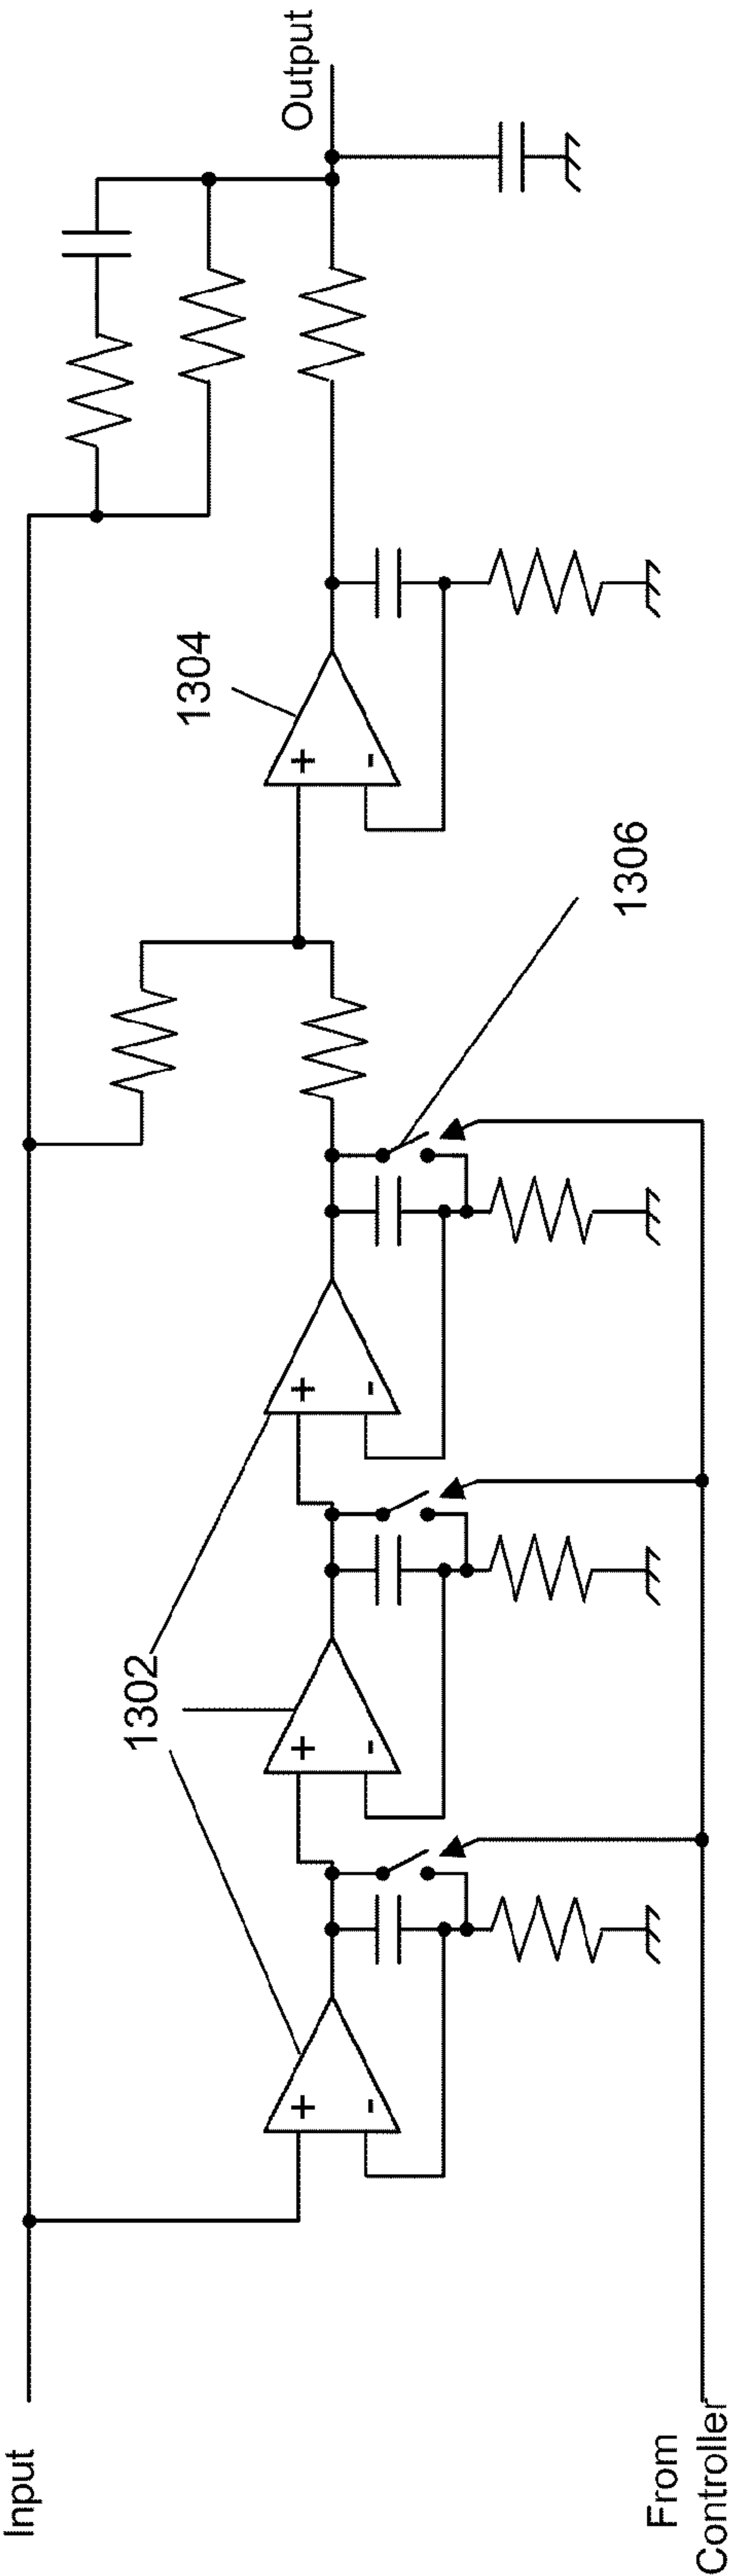 Input
Output
1302
1304
1306
+
-
+
-
+
-
+
-
From
Controller